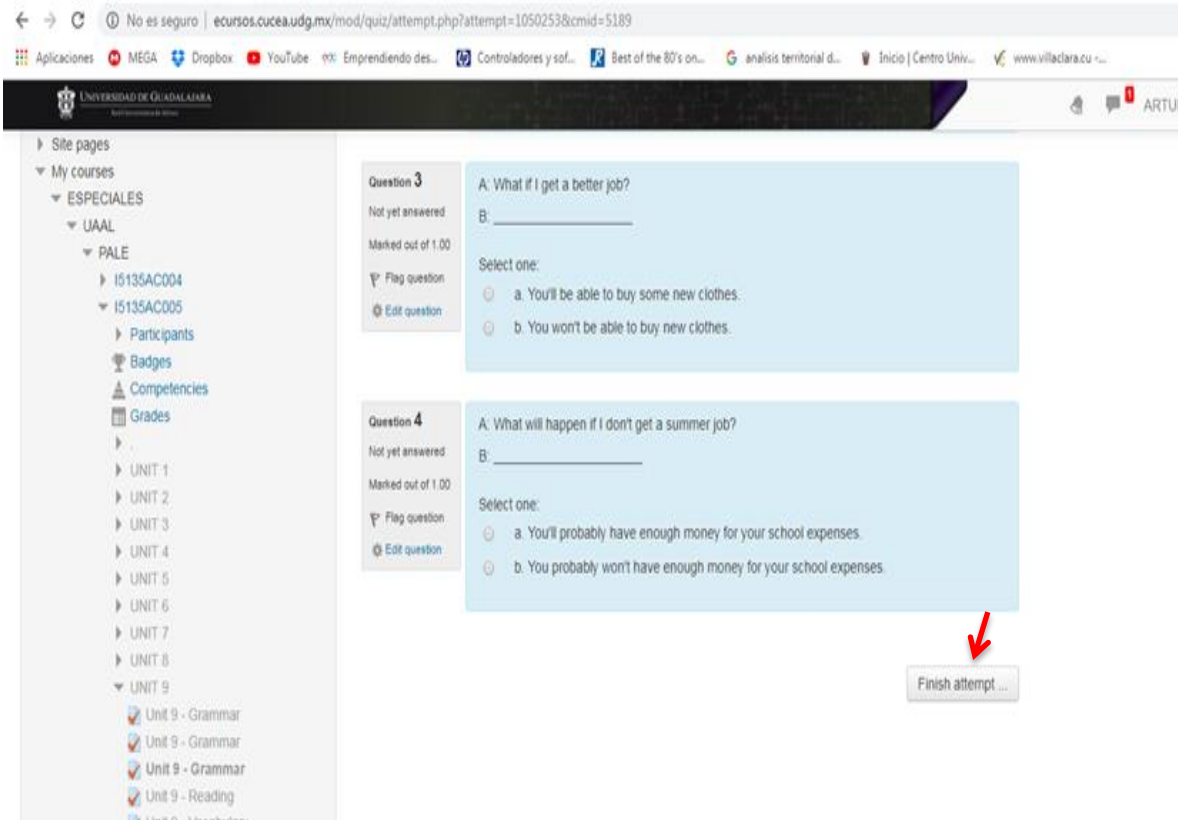 No es seguro | ecursos.cucea.udg.mx/mod/quiz/attempt.php?attempt=1050253&cmid=5189
Aplicaciones MEGA Dropbox YouTube Emprendiendo des... Controladores y sof... Best of the 80's on... analisis territorial d... Inicio | Centro Univ... www.villaclara.cu -...
UNIVERSIDAD DE GUADALAJARA
1 ARTU
Site pages
My courses
ESPECIALES
UAAL
PALE
I5135AC004
I5135AC005
Participants
Badges
Competencies
Grades
.
UNIT 1
UNIT 2
UNIT 3
UNIT 4
UNIT 5
UNIT 6
UNIT 7
UNIT 8
UNIT 9
Unit 9 - Grammar
Unit 9 - Grammar
Unit 9 - Grammar
Unit 9 - Reading
Question 3
Not yet answered
Marked out of 1.00
Flag question
Edit question
A: What if I get a better job?
B: ____________________
Select one:
a. You'll be able to buy some new clothes.
b. You won't be able to buy new clothes.
Question 4
Not yet answered
Marked out of 1.00
Flag question
Edit question
A: What will happen if I don't get a summer job?
B: _____________________
Select one:
a. You'll probably have enough money for your school expenses.
b. You probably won't have enough money for your school expenses.
Finish attempt ...